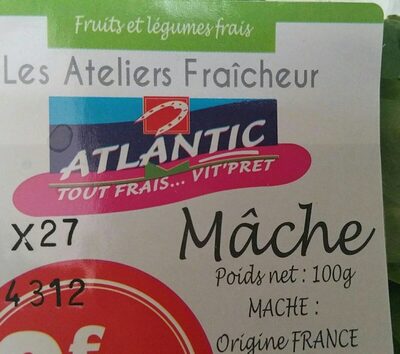 Fruits et légumes frais
Les Ateliers Fraîcheur
ATLANTIC
TOUT FRAIS... VIT'PRET
X27
Mâche
Poids net : 100g
4312
MACHE :
Origine FRANCE